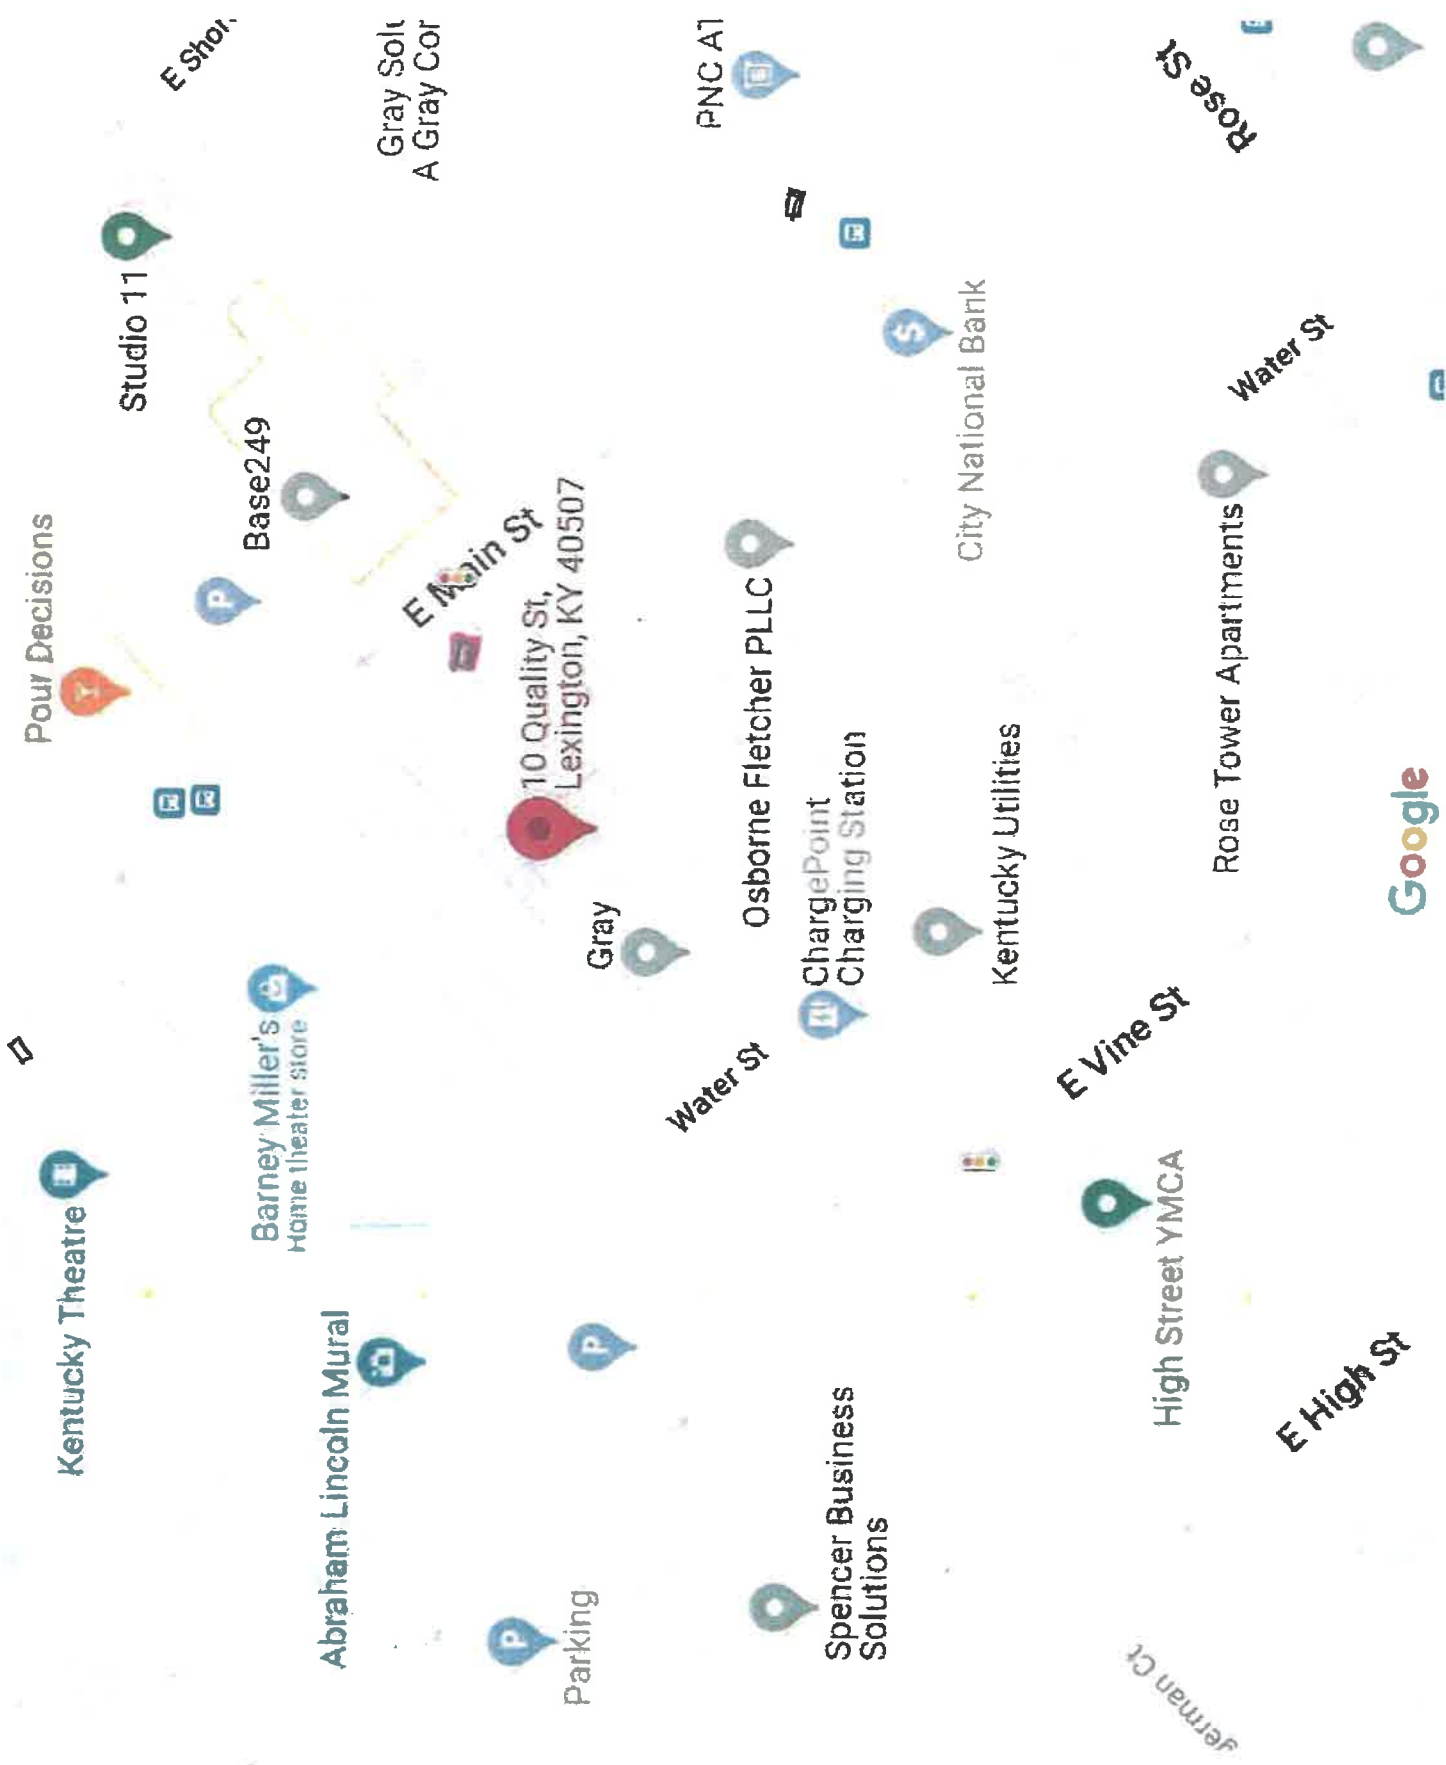 Pour Decisions
Kentucky Theatre
Studio 11
E Shor
Base249
Barney Miller's
Home theater store
Abraham Lincoln Mural
Gray Sol
A Gray Cor
E Main St
10 Quality St,
Lexington, KY 40507
P
P
P
Parking
Gray
Water St
PNC AT
Osborne Fletcher PLLC
ChargePoint
Charging Station
Spencer Business
Solutions
S
City National Bank
Kentucky Utilities
E Vine St
High Street YMCA
Rose St
german Ct
Rose Tower Apartments
Water St
E High St
Google